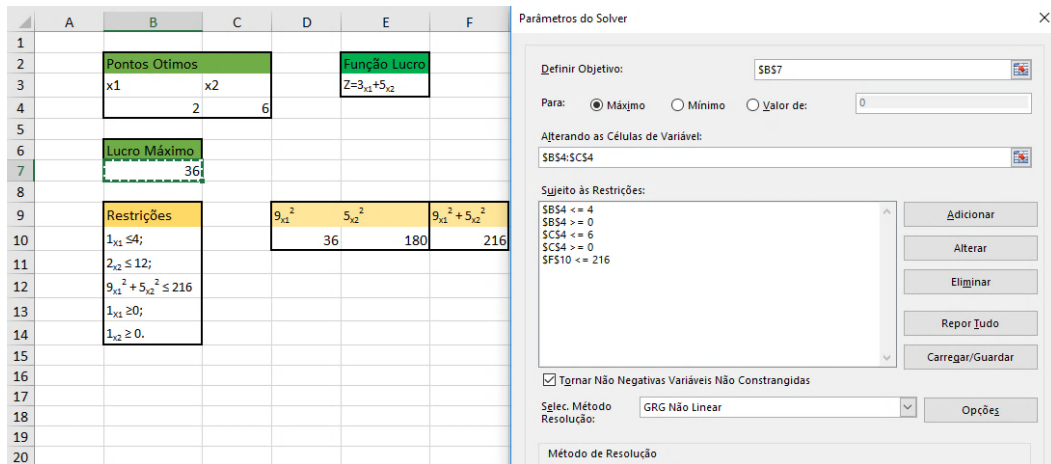 A B C D E F
1
2 Pontos Otimos Função Lucro
3 x1 x2 Z=3x1+5x2
4 2 6
5
6 Lucro Máximo
7 36
8
9 Restrições 9x1² 5x2² 9x1² + 5x2²
10 1x1 ≤4; 36 180 216
11 2x2 ≤ 12;
12 9x1² + 5x2² ≤ 216
13 1x1 ≥0;
14 1x2 ≥ 0.
15
16
17
18
19
20
Parâmetros do Solver
Definir Objetivo: $B$7
Para: Máximo Mínimo Valor de: 0
Alterando as Células de Variável:
$B$4:$C$4
Sujeito às Restrições:
$B$4 <= 4
$B$4 >= 0
$C$4 <= 6
$C$4 >= 0
$F$10 <= 216
Adicionar
Alterar
Eliminar
Repor Tudo
Carregar/Guardar
Tornar Não Negativas Variáveis Não Constrangidas
Selec. Método
Resolução:
GRG Não Linear
Opções
Método de Resolução